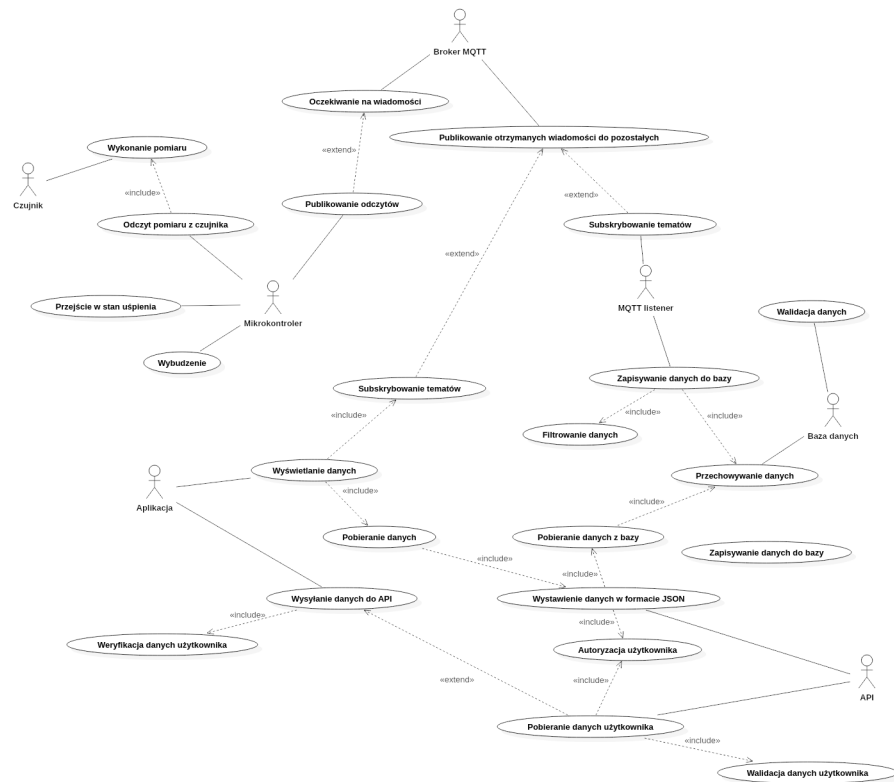 Broker MQTT
Oczekiwanie na wiadomości
Publikowanie otrzymanych wiadomości do pozostałych
Wykonanie pomiaru
«extend»
Czujnik
«include»
«extend»
Publikowanie odczytów
Odczyt pomiaru z czujnika
Subskrybowanie tematów
«extend»
Przejście w stan uśpienia
MQTT listener
Mikrokontroler
Walidacja danych
Wybudzenie
Subskrybowanie tematów
Zapisywanie danych do bazy
«include»
«include»
«include»
Filtrowanie danych
Baza danych
Wyświetlanie danych
Przechowywanie danych
«include»
«include»
Aplikacja
Pobieranie danych
Pobieranie danych z bazy
Zapisywanie danych do bazy
«include»
«include»
Wysyłanie danych do API
Wystawienie danych w formacie JSON
«include»
«include»
Weryfikacja danych użytkownika
Autoryzacja użytkownika
«extend»
«include»
API
Pobieranie danych użytkownika
«include»
Walidacja danych użytkownika